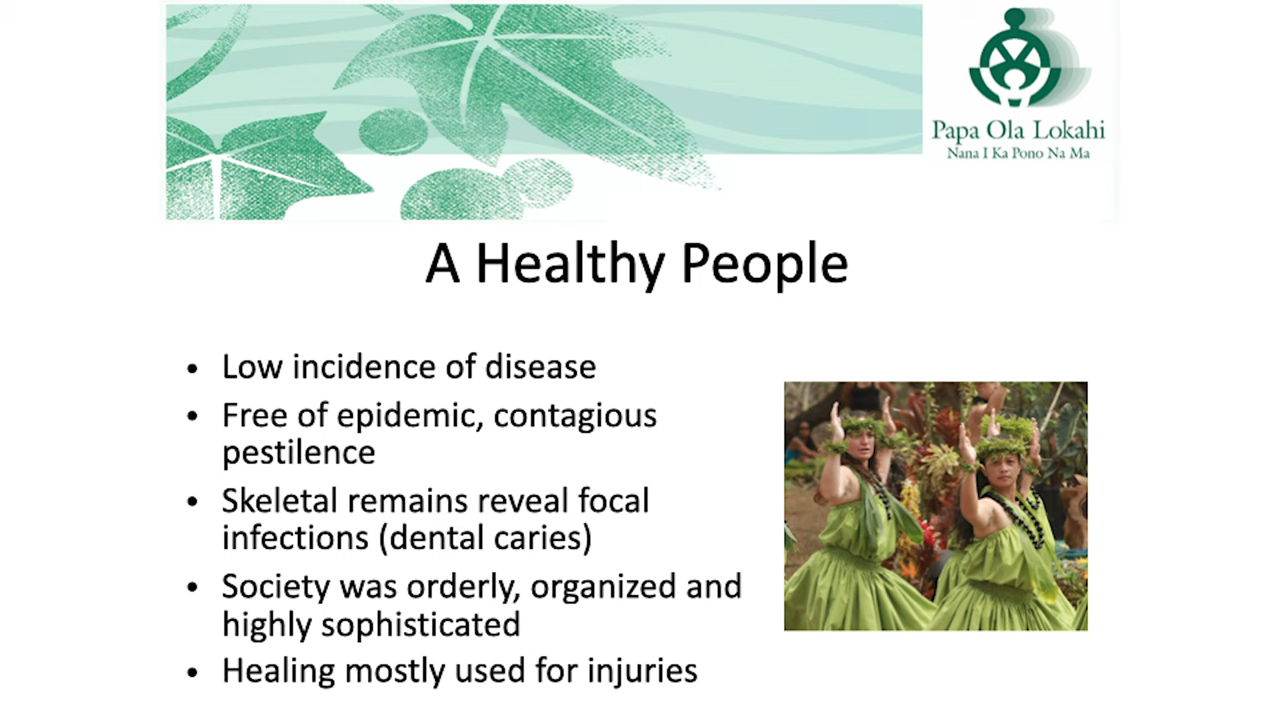 Papa Ola Lokahi
Nana I Ka Pono Na Ma
A Healthy People
• Low incidence of disease
• Free of epidemic, contagious
pestilence
• Skeletal remains reveal focal
infections (dental caries)
• Society was orderly, organized and
highly sophisticated
• Healing mostly used for injuries